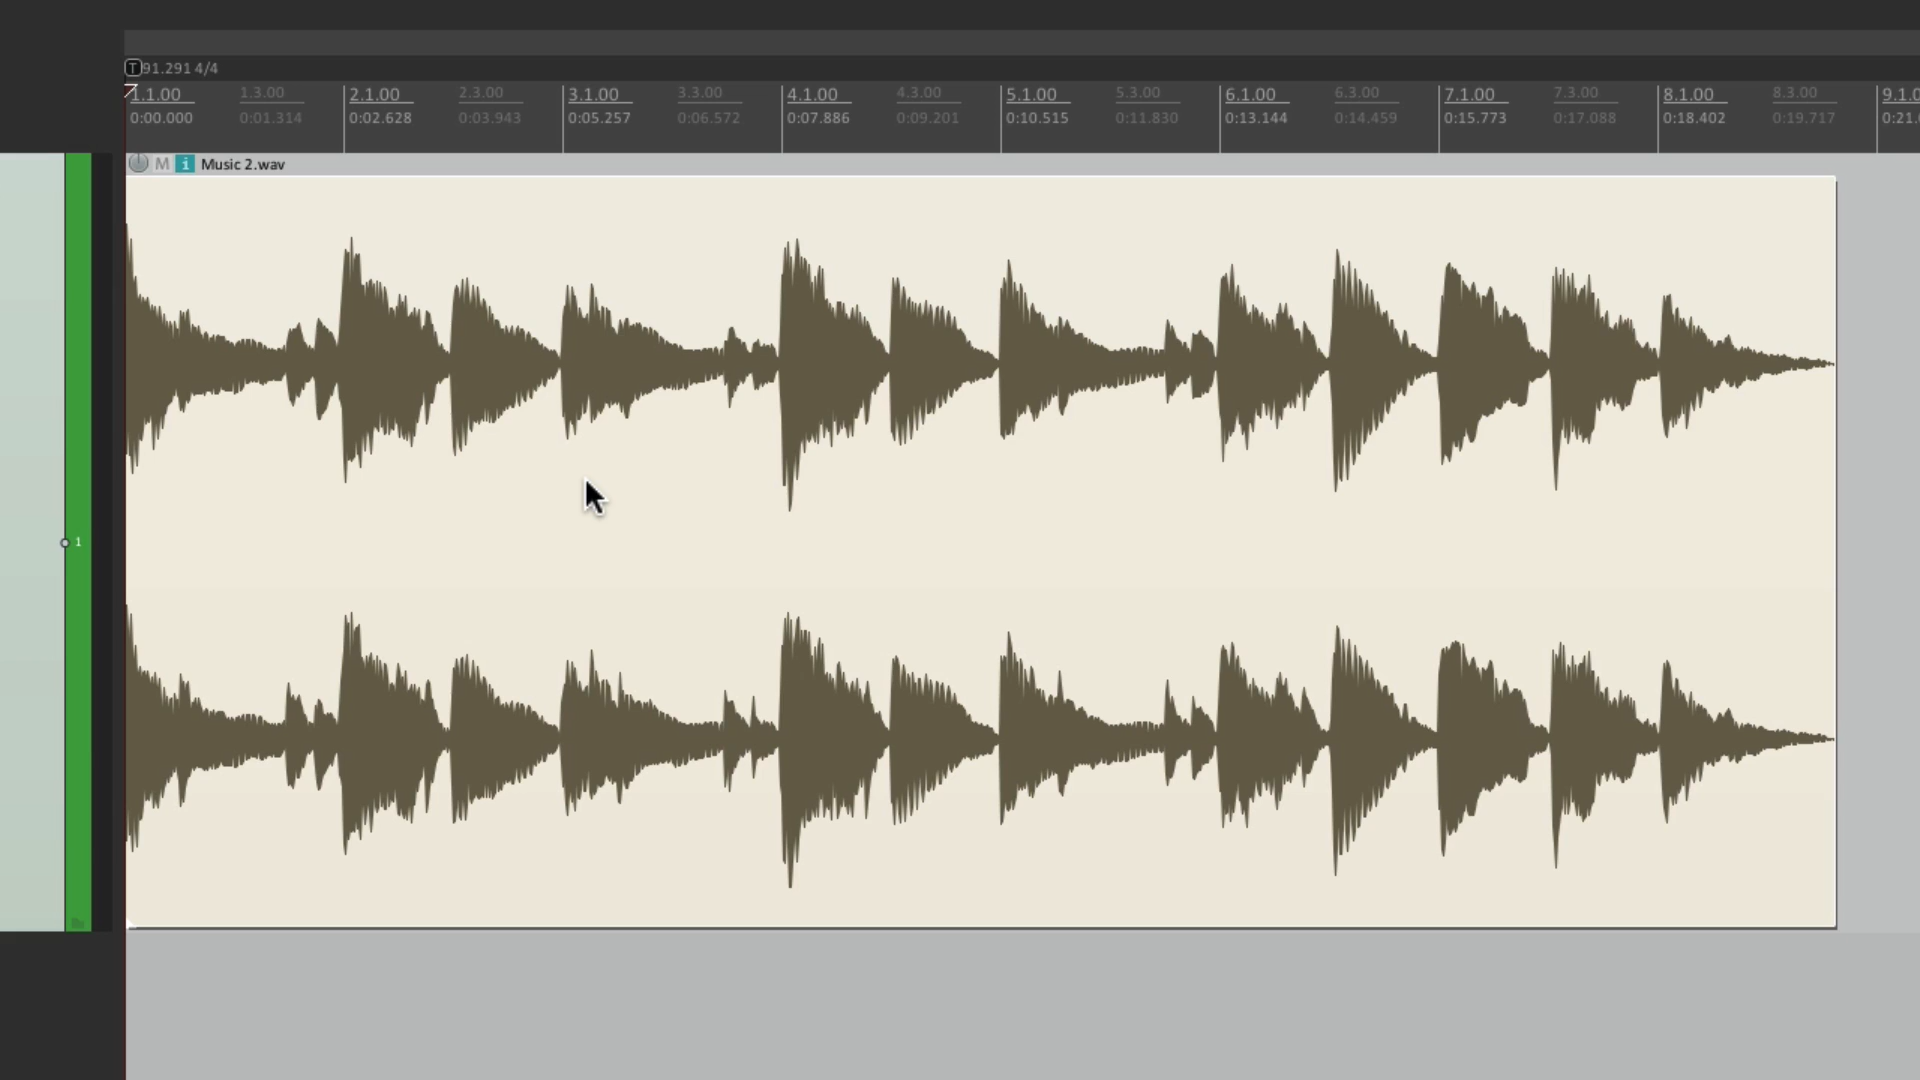 T 91.291 4/4
1.1.00 1.3.00 2.1.00 2.3.00 3.1.00 3.3.00 4.1.00 4.3.00 5.1.00 5.3.00 6.1.00 6.3.00 7.1.00 7.3.00 8.1.00 8.3.00
0:00.000 0:01.314 0:02.628 0:03.943 0:05.257 0:06.572 0:07.886 0:09.201 0:10.515 0:11.830 0:13.144 0:14.459 0:15.773 0:17.088 0:18.402 0:19.717
M i Music 2.wav
1